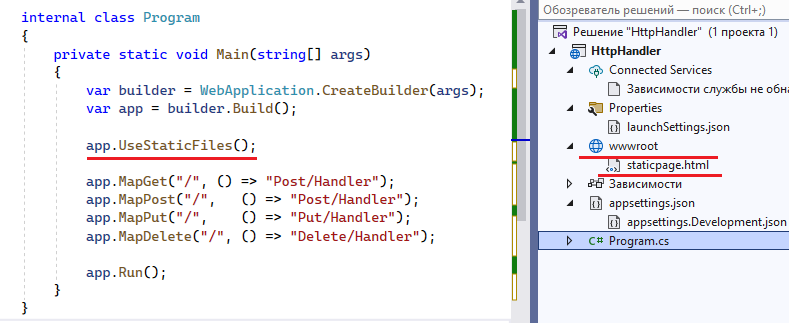 internal class Program
{
    private static void Main(string[] args)
    {
        var builder = WebApplication.CreateBuilder(args);
        var app = builder.Build();

        app.UseStaticFiles();

        app.MapGet("/", () => "Post/Handler");
        app.MapPost("/",   () => "Post/Handler");
        app.MapPut("/",    () => "Put/Handler");
        app.MapDelete("/", () => "Delete/Handler");

        app.Run();
    }
}
Обозреватель решений — поиск (Ctrl+;)
Решение "HttpHandler" (1 проекта 1)
HttpHandler
Connected Services
Зависимости службы не обна
Properties
launchSettings.json
wwwroot
staticpage.html
Зависимости
appsettings.json
appsettings.Development.json
C# Program.cs